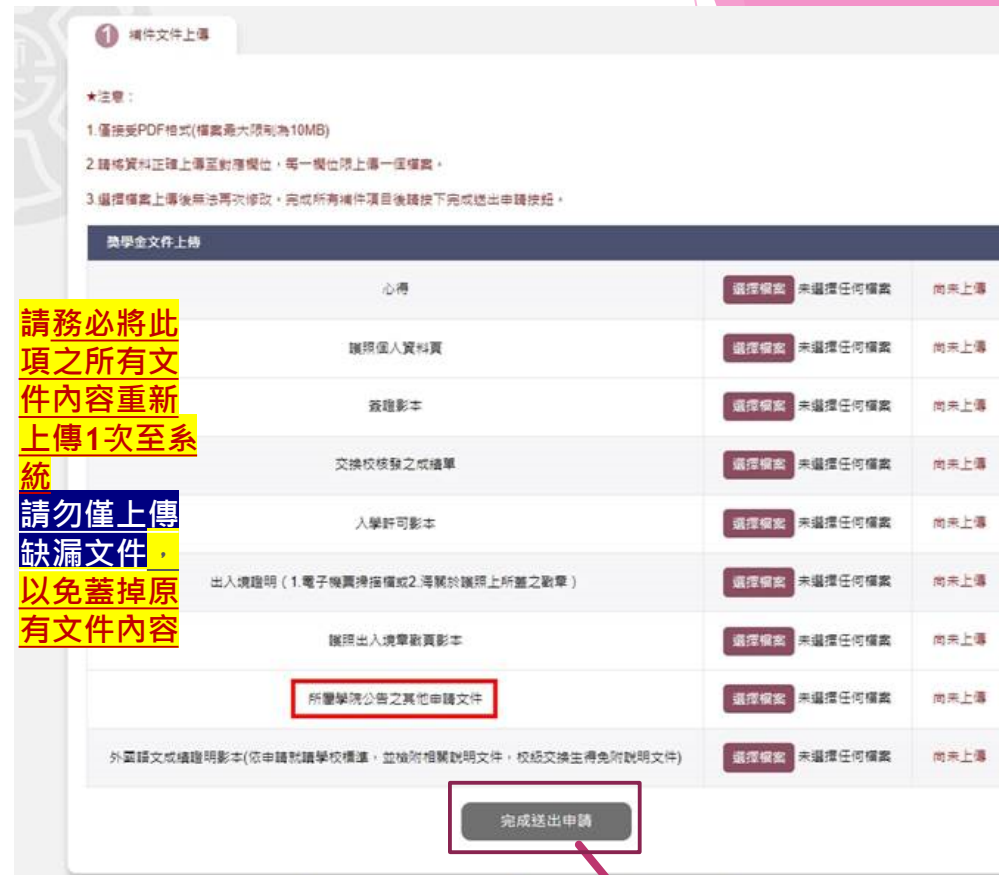 1 補件文件上傳
★注意：
1.僅接受PDF格式(檔案最大限制為10MB)
2.請將資料正確上傳至對應欄位，每一欄位限上傳一個檔案。
3.選擇檔案上傳後無法再次修改，完成所有補件項目後請按下完成送出申請按鈕。
獎學金文件上傳
心得 選擇檔案 未選擇任何檔案 尚未上傳
護照個人資料頁 選擇檔案 未選擇任何檔案 尚未上傳
簽證影本 選擇檔案 未選擇任何檔案 尚未上傳
交換校核發之成績單 選擇檔案 未選擇任何檔案 尚未上傳
入學許可影本 選擇檔案 未選擇任何檔案 尚未上傳
出入境證明（1.電子機票掃描檔或2.海關於護照上所蓋之戳章） 選擇檔案 未選擇任何檔案 尚未上傳
護照出入境章戳頁影本 選擇檔案 未選擇任何檔案 尚未上傳
所屬學院公告之其他申請文件 選擇檔案 未選擇任何檔案 尚未上傳
外國語文成績證明影本(依申請就讀學校標準，並檢附相關說明文件，校級交換生得免附說明文件) 選擇檔案 未選擇任何檔案 尚未上傳
完成送出申請
請務必將此
項之所有文
件內容重新
上傳1次至系
統
請勿僅上傳
缺漏文件，
以免蓋掉原
有文件內容